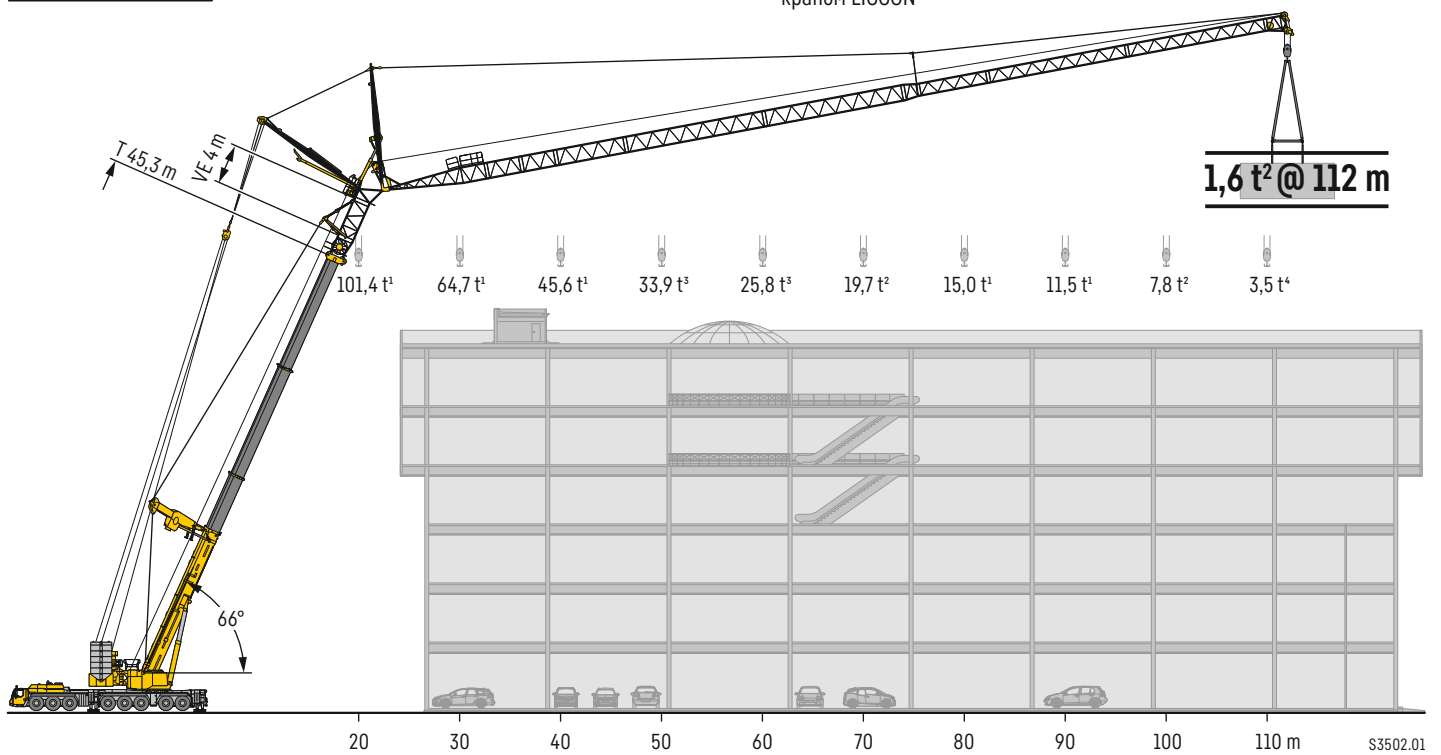 краном LICCON
T 45,3 m
VE 4 m
1,6 t² @ 112 m
101,4 t¹ 64,7 t¹ 45,6 t¹ 33,9 t³ 25,8 t³ 19,7 t² 15,0 t¹ 11,5 t¹ 7,8 t² 3,5 t⁴
66°
20 30 40 50 60 70 80 90 100 110 m
S3502.01